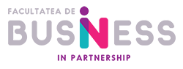 FACULTATEA DE
BUSINESS
IN PARTNERSHIP